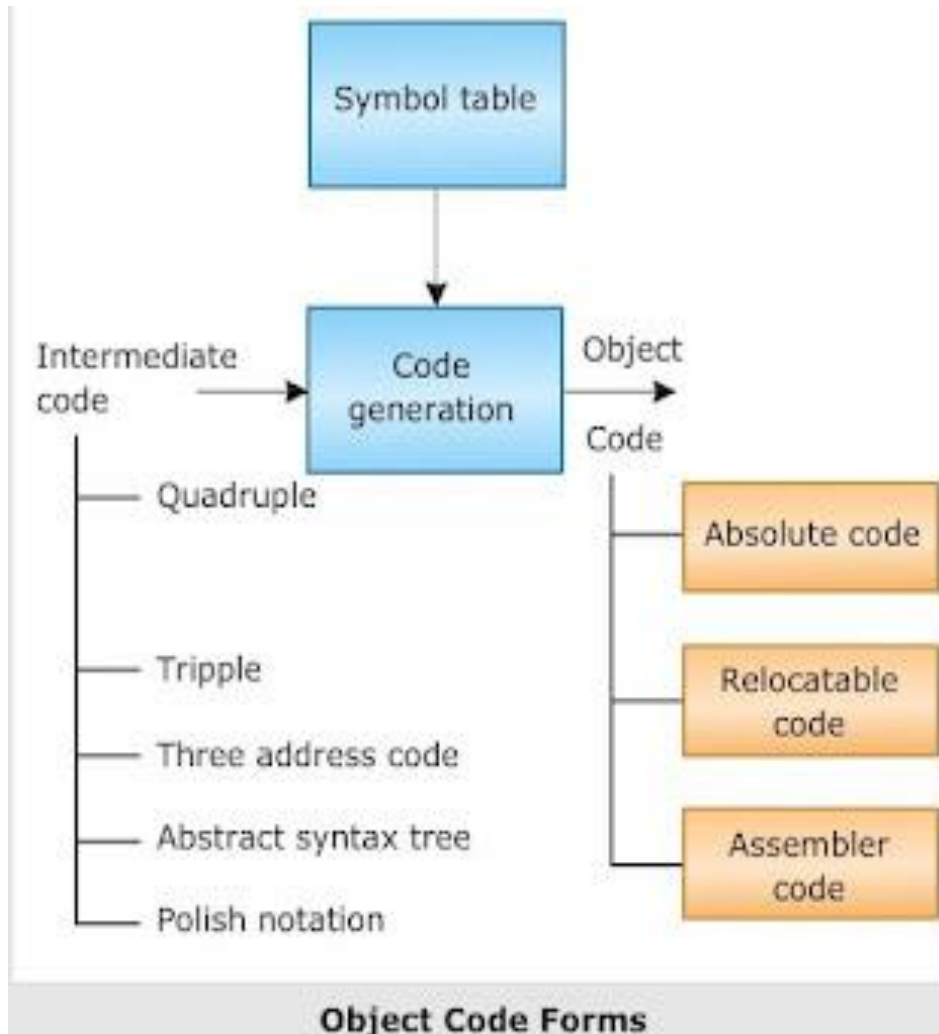 Symbol table
Intermediate
code
Code
generation
Object
Code
Quadruple
Tripple
Three address code
Abstract syntax tree
Polish notation
Absolute code
Relocatable
code
Assembler
code
Object Code Forms